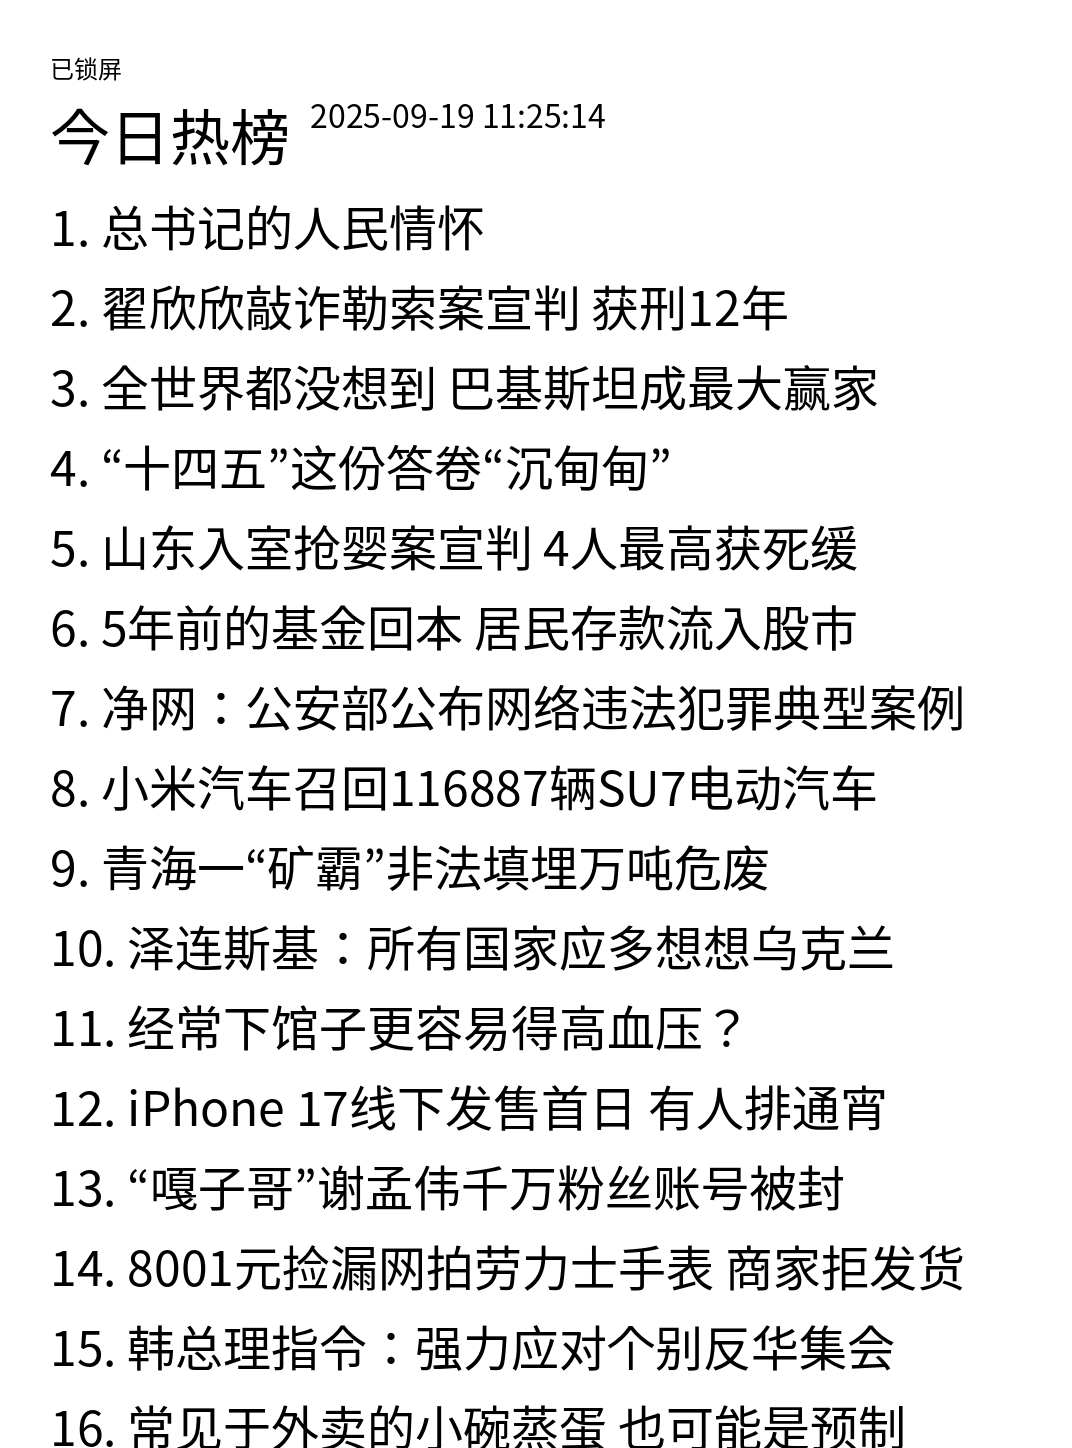 已锁屏
今日热榜 2025-09-19 11:25:14
1. 总书记的人民情怀
2. 翟欣欣敲诈勒索案宣判 获刑12年
3. 全世界都没想到 巴基斯坦成最大赢家
4. “十四五”这份答卷“沉甸甸”
5. 山东入室抢婴案宣判 4人最高获死缓
6. 5年前的基金回本 居民存款流入股市
7. 净网：公安部公布网络违法犯罪典型案例
8. 小米汽车召回116887辆SU7电动汽车
9. 青海一“矿霸”非法填埋万吨危废
10. 泽连斯基：所有国家应多想想乌克兰
11. 经常下馆子更容易得高血压？
12. iPhone 17线下发售首日 有人排通宵
13. “嘎子哥”谢孟伟千万粉丝账号被封
14. 8001元捡漏网拍劳力士手表 商家拒发货
15. 韩总理指令：强力应对个别反华集会
16. 常见于外卖的小碗蒸蛋 也可能是预制